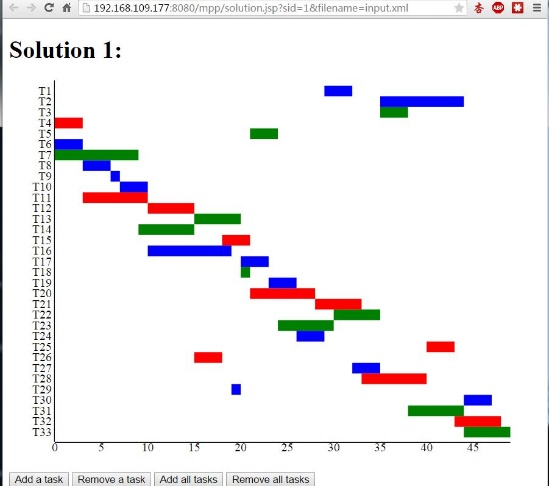 192.168.109.177:8080/mpp/solution.jsp?sid=1&filename=input.xml
ABP
Solution 1:
T1
T2
T3
T4
T5
T6
T7
T8
T9
T10
T11
T12
T13
T14
T15
T16
T17
T18
T19
T20
T21
T22
T23
T24
T25
T26
T27
T28
T29
T30
T31
T32
T33
0 5 10 15 20 25 30 35 40 45
Add a task Remove a task Add all tasks Remove all tasks